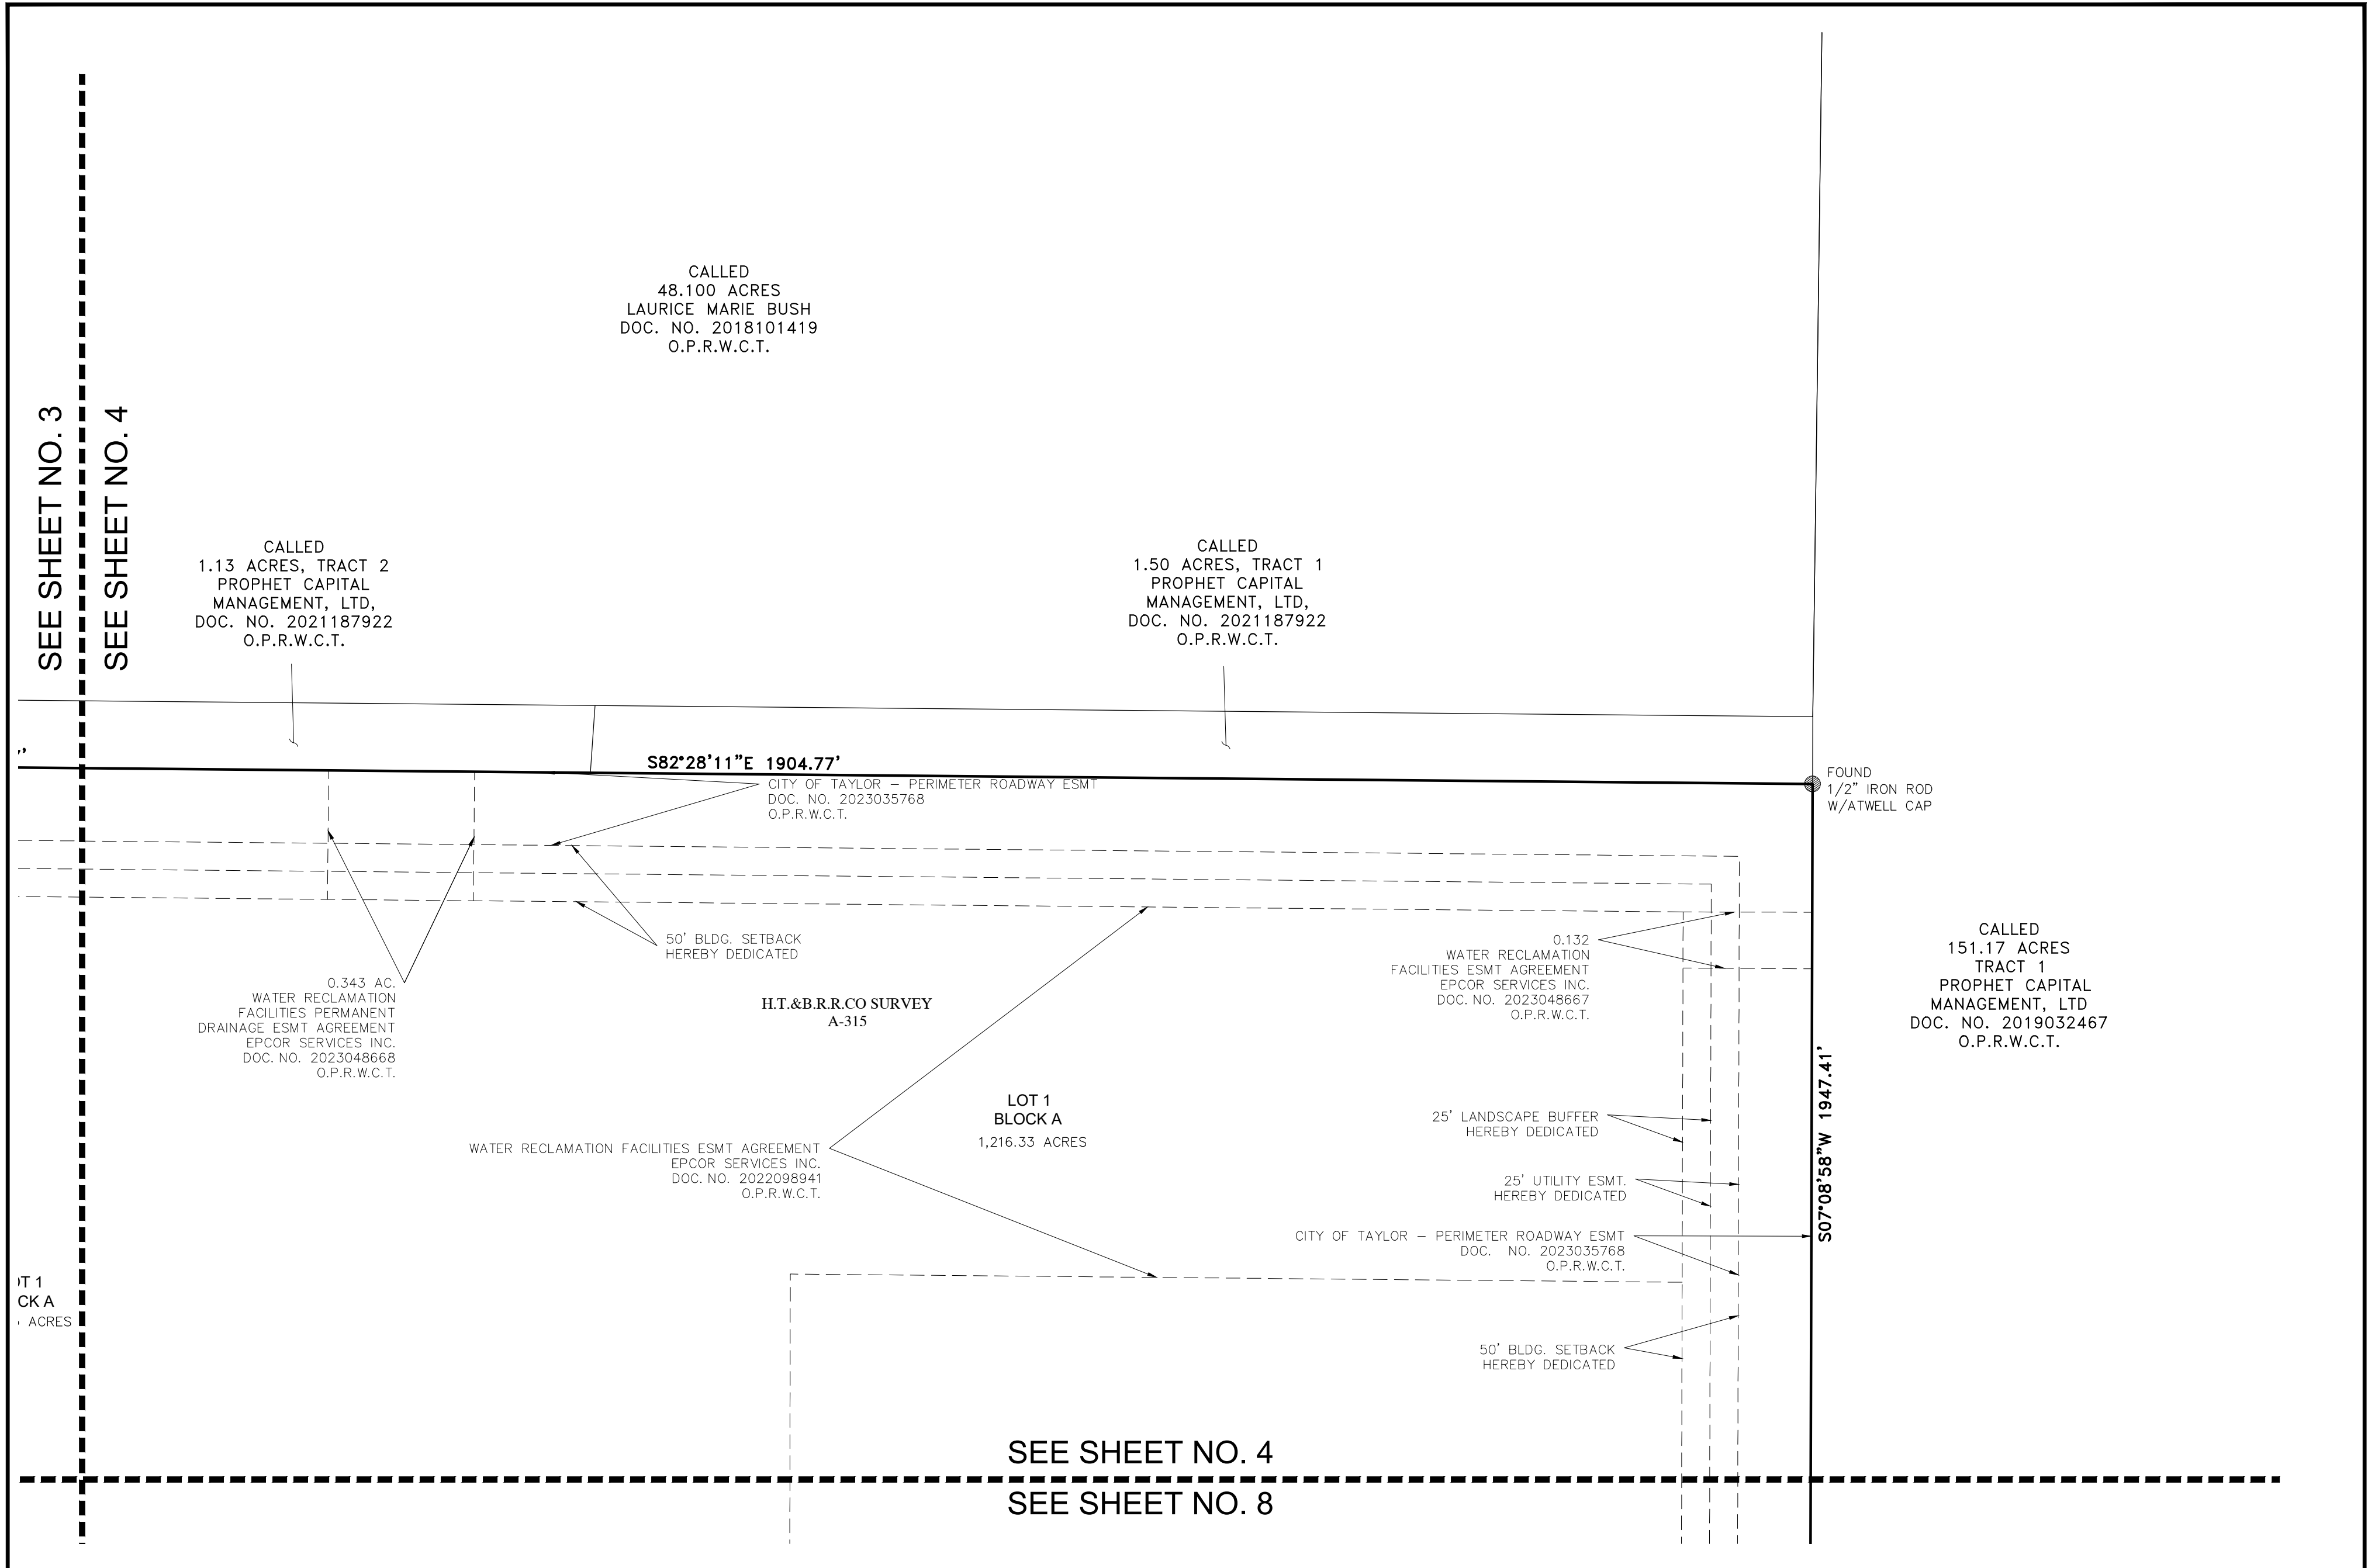 CALLED
48.100 ACRES
LAURICE MARIE BUSH
DOC. NO. 2018101419
O.P.R.W.C.T.
SEE SHEET NO. 3
SEE SHEET NO. 4
CALLED
1.13 ACRES, TRACT 2
PROPHET CAPITAL
MANAGEMENT, LTD,
DOC. NO. 2021187922
O.P.R.W.C.T.
CALLED
1.50 ACRES, TRACT 1
PROPHET CAPITAL
MANAGEMENT, LTD,
DOC. NO. 2021187922
O.P.R.W.C.T.
S82°28'11"E 1904.77'
CITY OF TAYLOR – PERIMETER ROADWAY ESMT
DOC. NO. 2023035768
O.P.R.W.C.T.
FOUND
1/2" IRON ROD
W/ATWELL CAP
50' BLDG. SETBACK
HEREBY DEDICATED
0.343 AC.
WATER RECLAMATION
FACILITIES PERMANENT
DRAINAGE ESMT AGREEMENT
EPCOR SERVICES INC.
DOC. NO. 2023048668
O.P.R.W.C.T.
H.T.&B.R.R.CO SURVEY
A-315
0.132
WATER RECLAMATION
FACILITIES ESMT AGREEMENT
EPCOR SERVICES INC.
DOC. NO. 2023048667
O.P.R.W.C.T.
CALLED
151.17 ACRES
TRACT 1
PROPHET CAPITAL
MANAGEMENT, LTD
DOC. NO. 2019032467
O.P.R.W.C.T.
S07°08'58"W 1947.41'
LOT 1
BLOCK A
1,216.33 ACRES
WATER RECLAMATION FACILITIES ESMT AGREEMENT
EPCOR SERVICES INC.
DOC. NO. 2022098941
O.P.R.W.C.T.
25' LANDSCAPE BUFFER
HEREBY DEDICATED
25' UTILITY ESMT.
HEREBY DEDICATED
CITY OF TAYLOR – PERIMETER ROADWAY ESMT
DOC. NO. 2023035768
O.P.R.W.C.T.
T 1
CK A
ACRES
50' BLDG. SETBACK
HEREBY DEDICATED
SEE SHEET NO. 4
SEE SHEET NO. 8